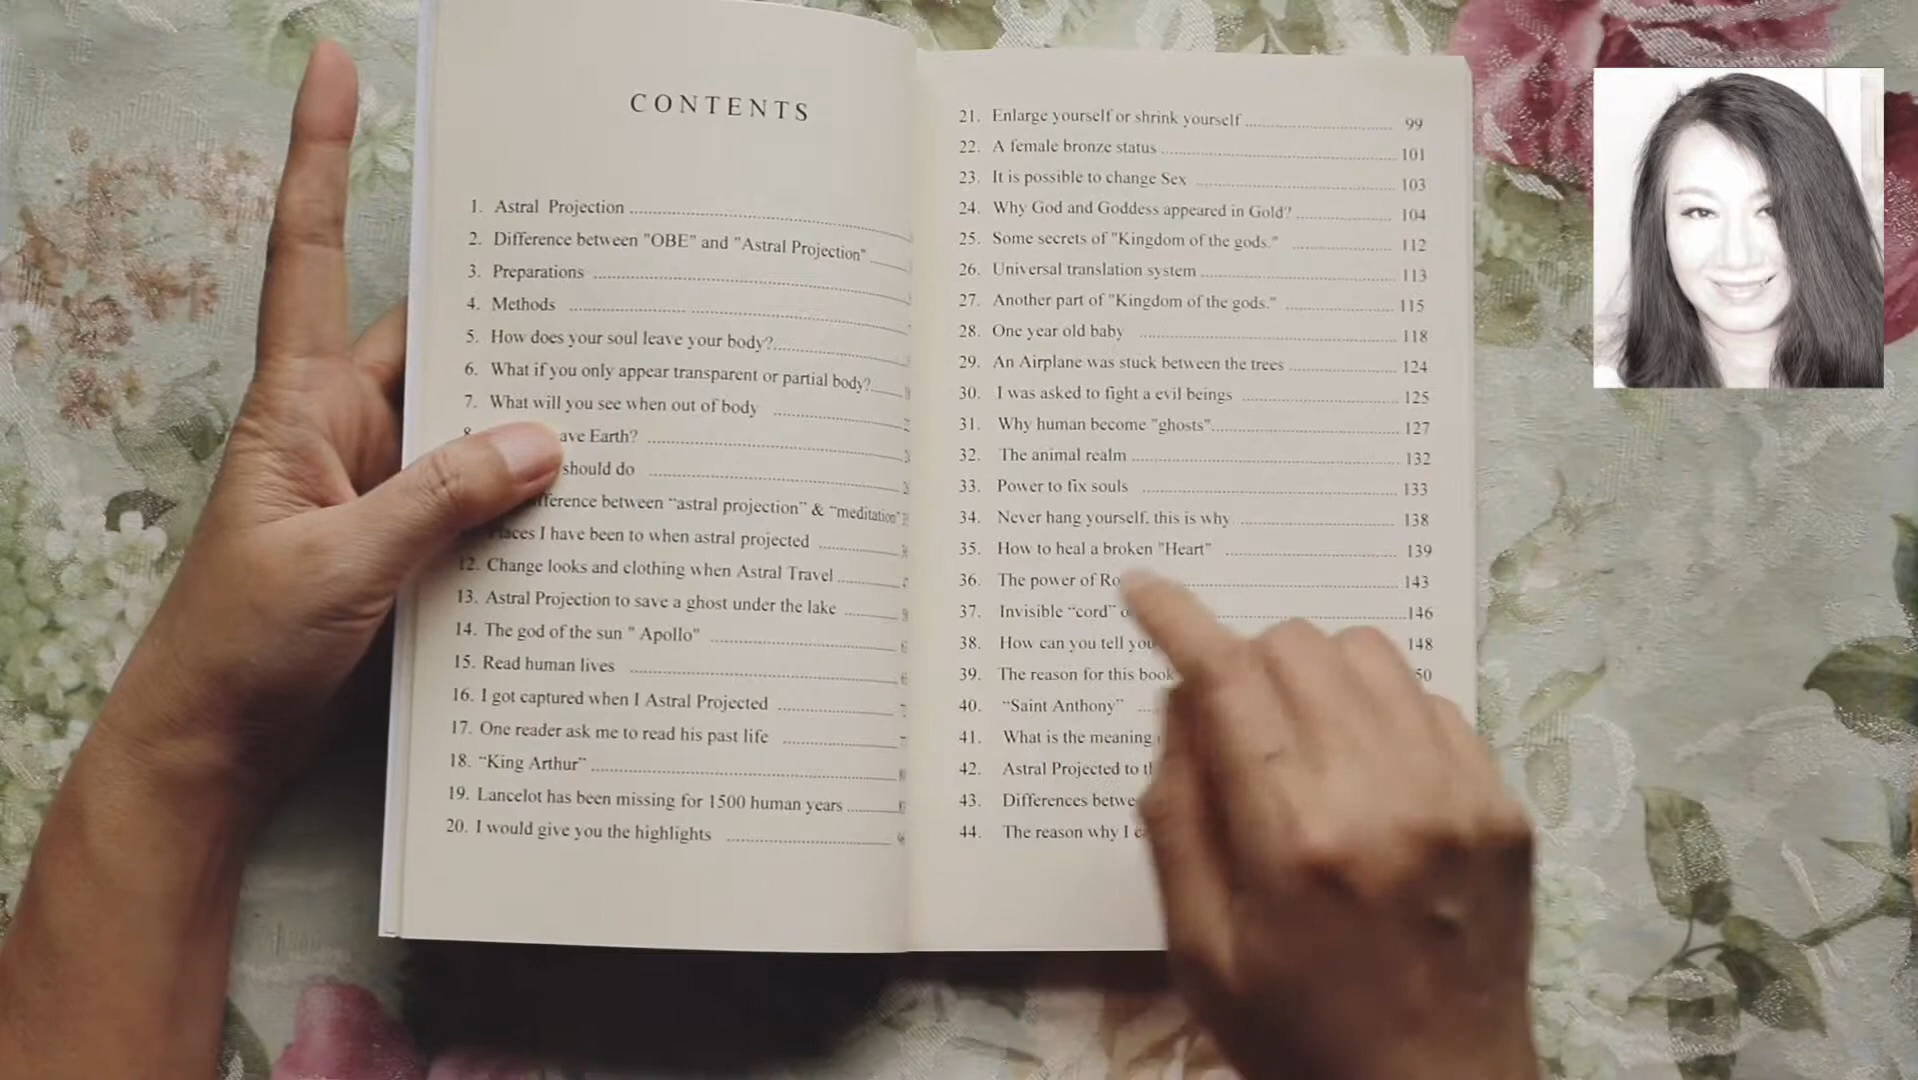 CONTENTS
1. Astral Projection
2. Difference between "OBE" and "Astral Projection"
3. Preparations
4. Methods
5. How does your soul leave your body?
6. What if you only appear transparent or partial body?
7. What will you see when out of body
Earth?
should do
between “astral projection” & “meditation”
I have been to when astral projected
12. Change looks and clothing when Astral Travel
13. Astral Projection to save a ghost under the lake
14. The god of the sun " Apollo"
15. Read human lives
16. I got captured when I Astral Projected
17. One reader ask me to read his past life
18. “King Arthur”
19. Lancelot has been missing for 1500 human years
20. I would give you the highlights
21. Enlarge yourself or shrink yourself 99
22. A female bronze status 101
23. It is possible to change Sex 103
24. Why God and Goddess appeared in Gold? 104
25. Some secrets of "Kingdom of the gods." 112
26. Universal translation system 113
27. Another part of "Kingdom of the gods." 115
28. One year old baby 118
29. An Airplane was stuck between the trees 124
30. I was asked to fight a evil beings 125
31. Why human become "ghosts" 127
32. The animal realm 132
33. Power to fix souls 133
34. Never hang yourself, this is why 138
35. How to heal a broken "Heart" 139
36. The power of 143
37. Invisible “cord” 146
38. How can you tell 148
39. The reason for this book
40. “Saint Anthony”
41. What is the meaning
42. Astral Projected to
43. Differences
44. The reason why I